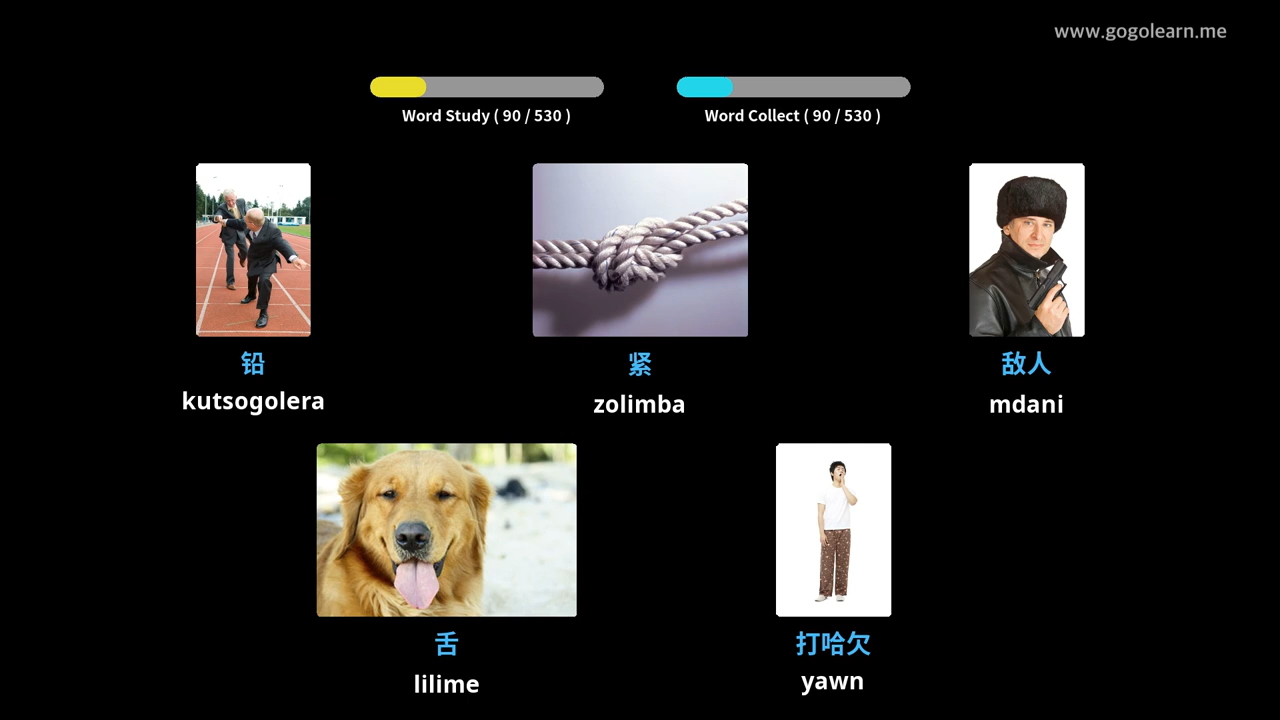 www.gogolearn.me
Word Study ( 90 / 530 )
Word Collect ( 90 / 530 )
铅
kutsogolera
紧
zolimba
敌人
mdani
舌
lilime
打哈欠
yawn